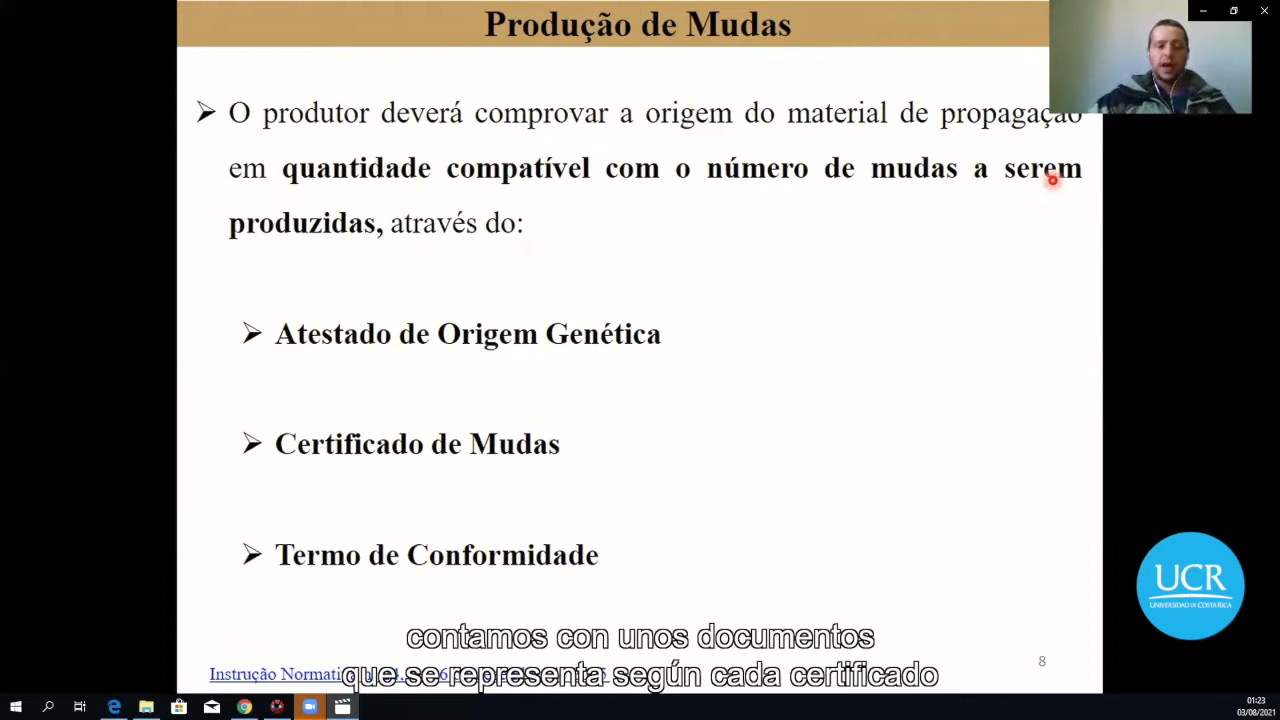 Produção de Mudas
➢ O produtor deverá comprovar a origem do material de propagação
em quantidade compatível com o número de mudas a serem
produzidas, através do:
➢ Atestado de Origem Genética
➢ Certificado de Mudas
➢ Termo de Conformidade
UCR
UNIVERSIDAD DE COSTA RICA
contamos con unos documentos
8
Instrução
que se representa según cada certificado
01:23
03/08/2021